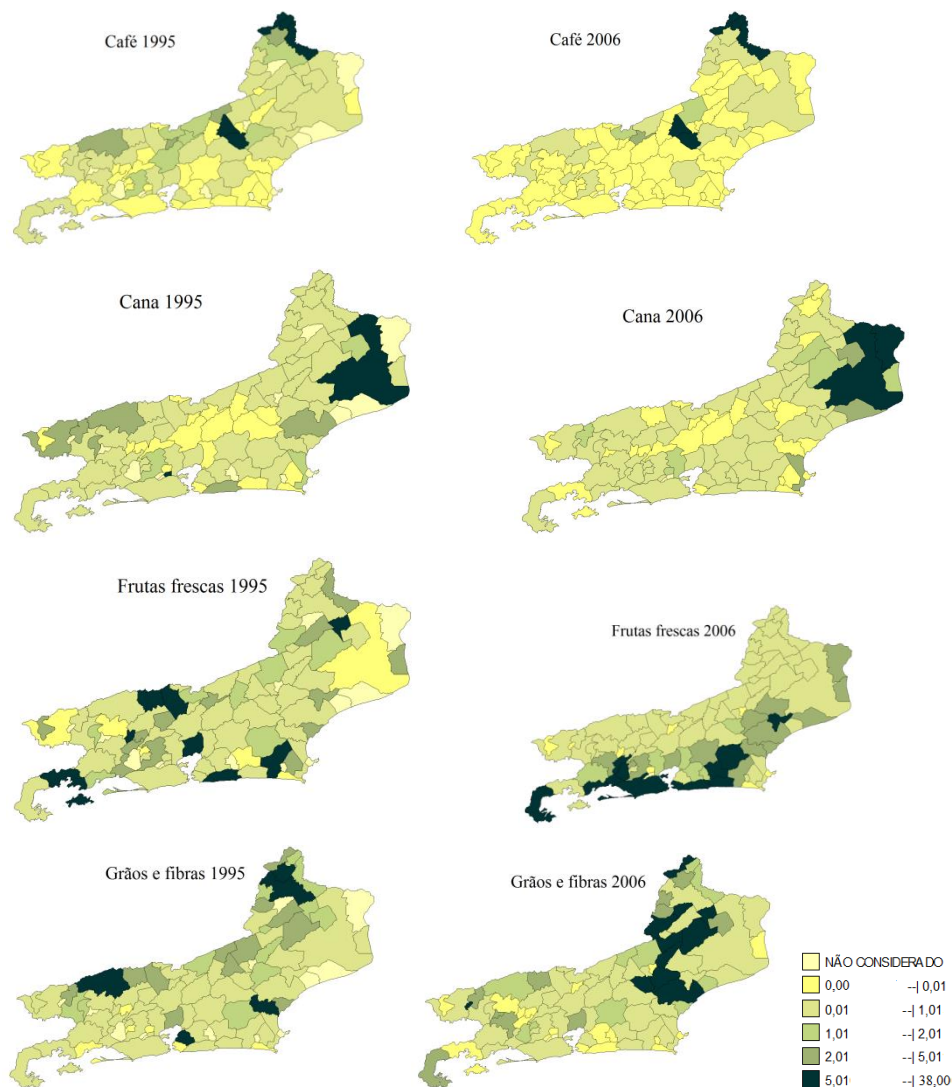 Café 1995
Café 2006
Cana 1995
Cana 2006
Frutas frescas 1995
Frutas frescas 2006
Grãos e fibras 1995
Grãos e fibras 2006
NÃO CONSIDERADO
0,00 --| 0,01
0,01 --| 1,01
1,01 --| 2,01
2,01 --| 5,01
5,01 --| 38,00